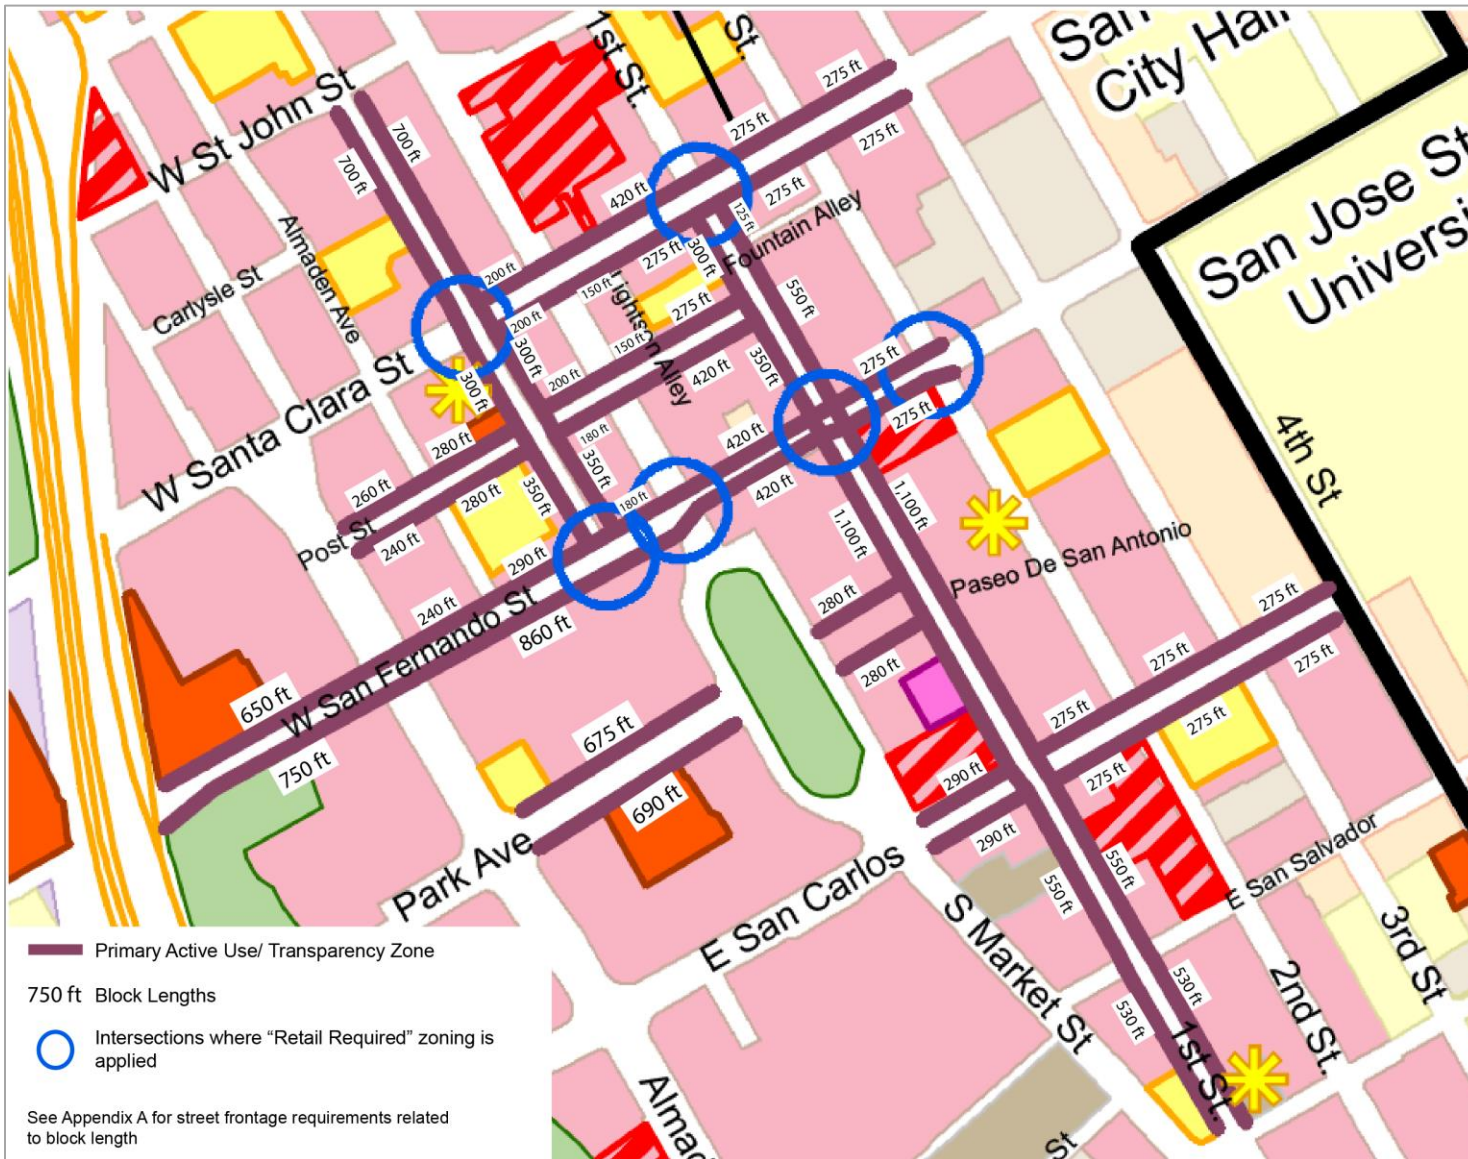 1st St.
St.
San
City Hall
W St John St
275 ft
275 ft
275 ft
700 ft
700 ft
420 ft
275 ft
125 ft
Fountain Alley
San Jose St
Universi
Almaden Ave
Carlysle St
200 ft
275 ft
300 ft
150 ft
275 ft
550 ft
Lightson Alley
200 ft
300 ft
150 ft
350 ft
275 ft
W Santa Clara St
300 ft
200 ft
420 ft
275 ft
280 ft
180 ft
420 ft
4th St
260 ft
280 ft
350 ft
350 ft
180 ft
420 ft
1,100 ft
1,100 ft
Post St
240 ft
290 ft
Paseo De San Antonio
240 ft
W San Fernando St
860 ft
280 ft
275 ft
650 ft
280 ft
275 ft
275 ft
750 ft
675 ft
275 ft
275 ft
690 ft
290 ft
275 ft
Park Ave
290 ft
E San Carlos
550 ft
550 ft
E San Salvador
S Market St
3rd St
2nd St.
530 ft
530 ft
1st St.
Almad
St
Primary Active Use/ Transparency Zone
750 ft Block Lengths
Intersections where “Retail Required” zoning is
applied
See Appendix A for street frontage requirements related
to block length